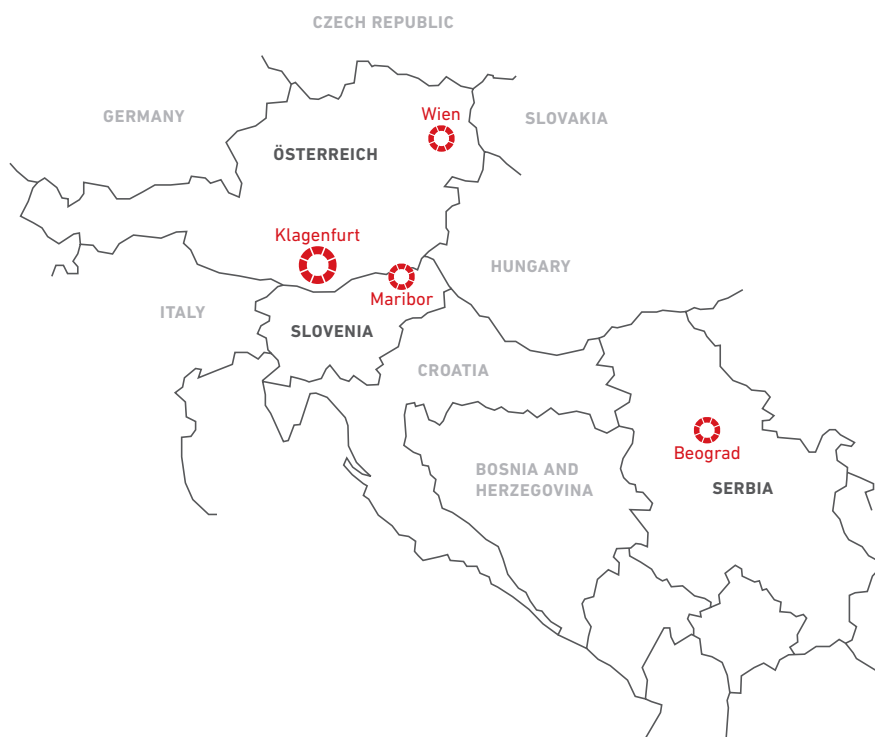 CZECH REPUBLIC
GERMANY
Wien
SLOVAKIA
ÖSTERREICH
Klagenfurt
HUNGARY
Maribor
ITALY
SLOVENIA
CROATIA
Beograd
BOSNIA AND
HERZEGOVINA
SERBIA